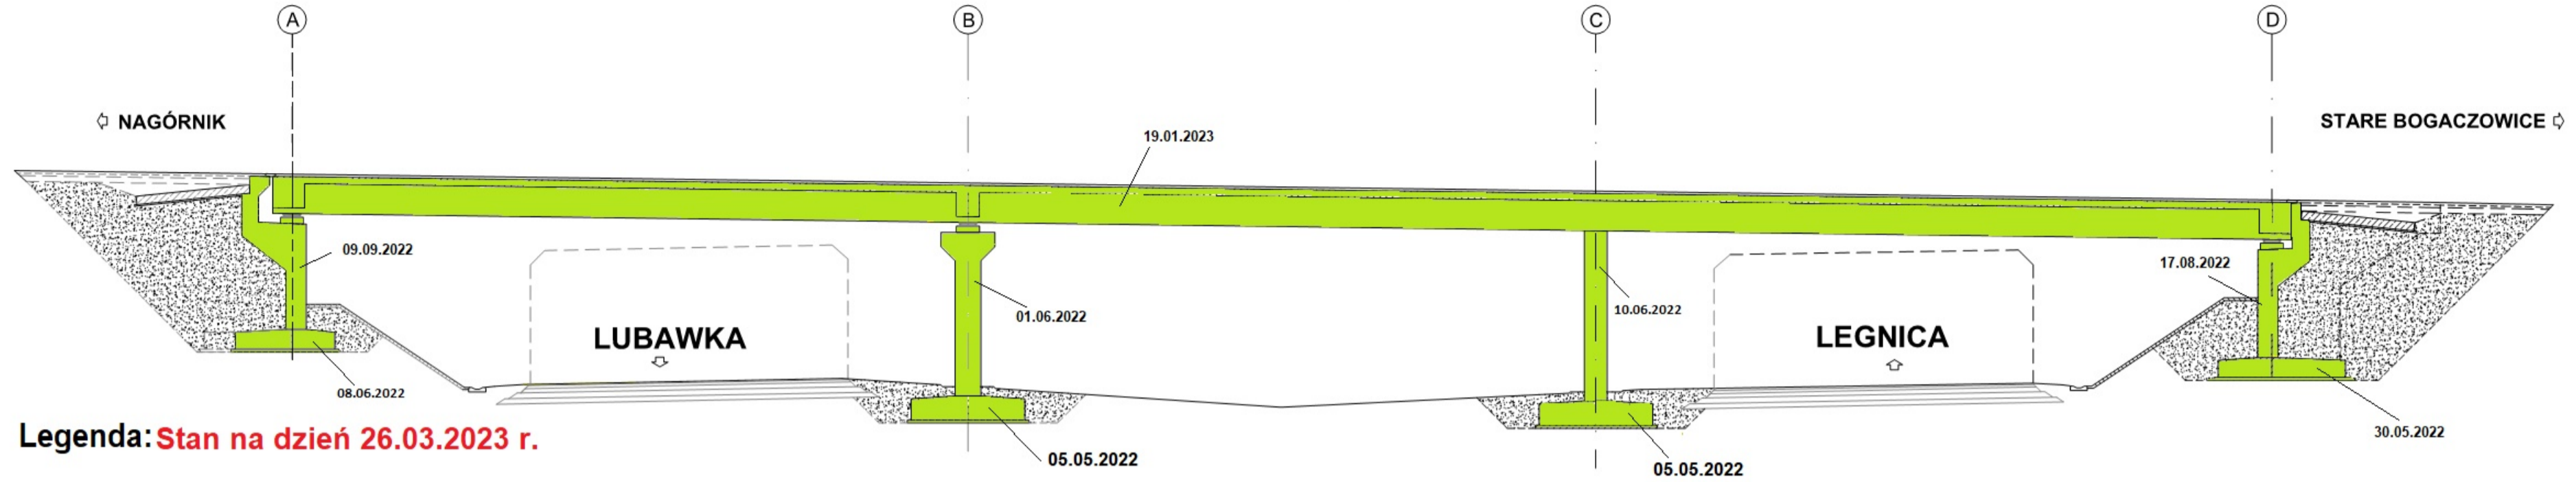 A
B
C
D
NAGÓRNIK
STARE BOGACZOWICE
19.01.2023
09.09.2022
01.06.2022
10.06.2022
17.08.2022
LUBAWKA
LEGNICA
08.06.2022
30.05.2022
Legenda: Stan na dzień 26.03.2023 r.
05.05.2022
05.05.2022